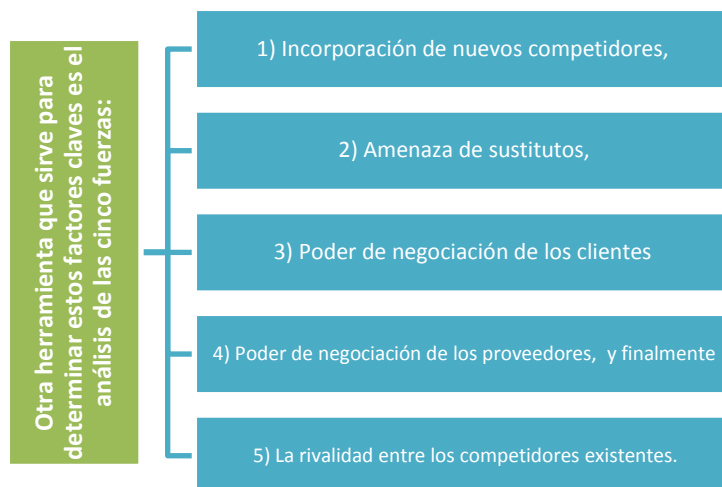 Otra herramienta que sirve para
determinar estos factores claves es el
análisis de las cinco fuerzas:
1) Incorporación de nuevos competidores,
2) Amenaza de sustitutos,
3) Poder de negociación de los clientes
4) Poder de negociación de los proveedores, y finalmente
5) La rivalidad entre los competidores existentes.